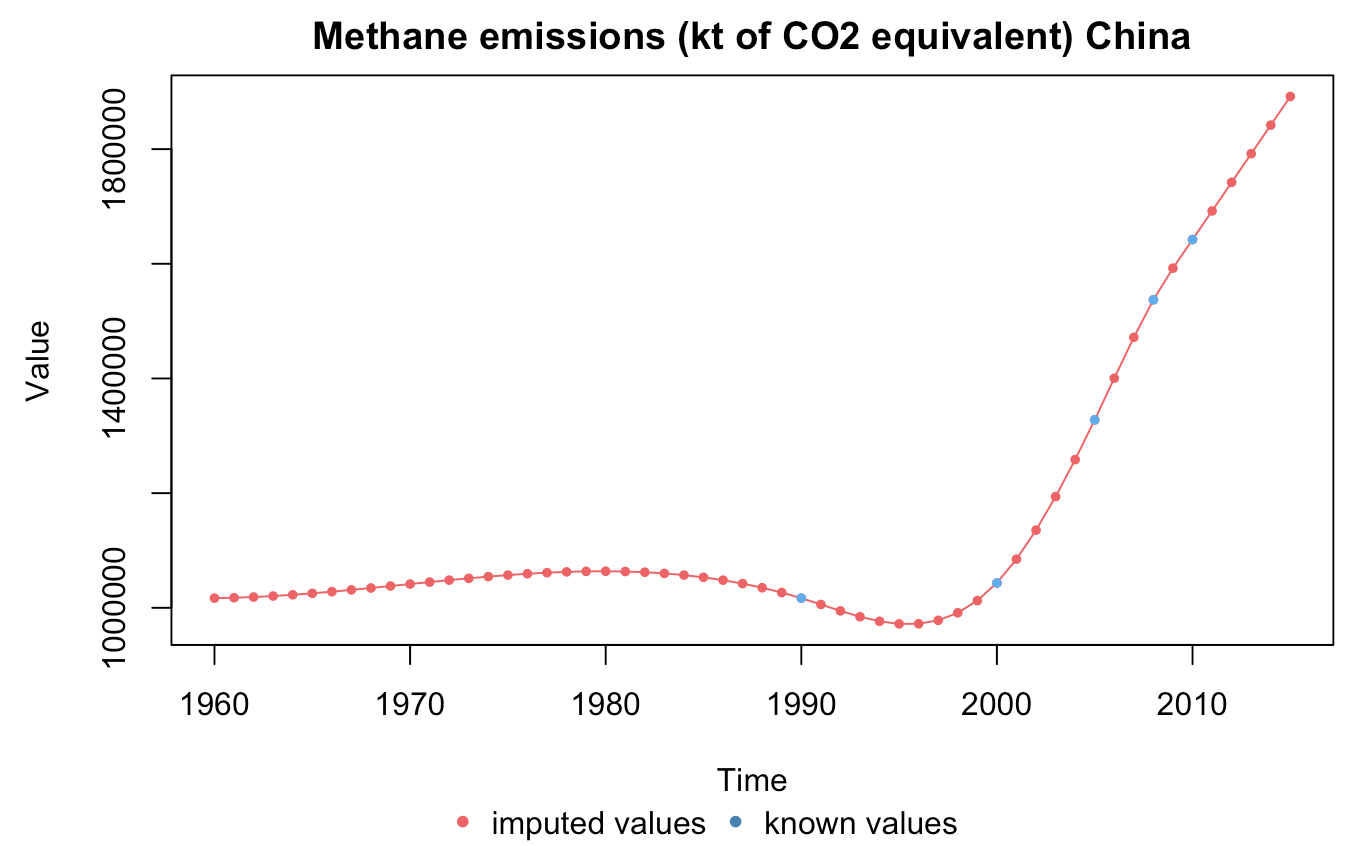 Methane emissions (kt of CO2 equivalent) China
1800000
1400000
1000000
Value
1960 1970 1980 1990 2000 2010
Time
imputed values known values